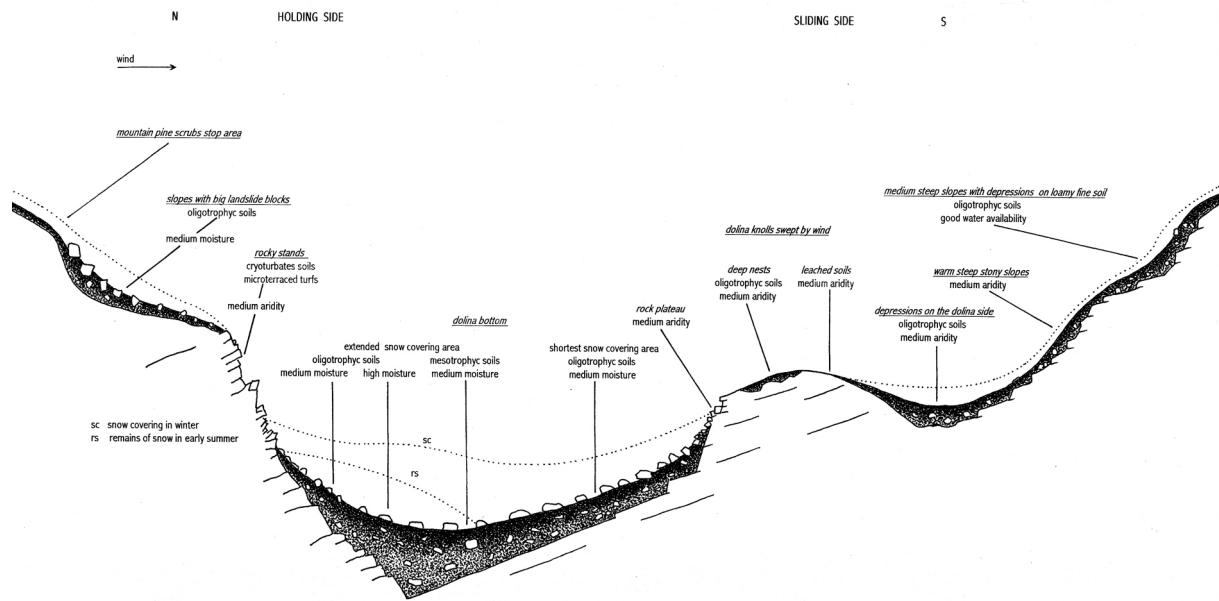 N
HOLDING SIDE
SLIDING SIDE
S
wind
mountain pine scrubs stop area
slopes with big landslide blocks
oligotrophyc soils
medium moisture
rocky stands
cryoturbates soils
microterraced turfs
medium aridity
dolina bottom
extended snow covering area
oligotrophyc soils
medium moisture
high moisture
mesotrophyc soils
medium moisture
shortest snow covering area
oligotrophyc soils
medium moisture
rock plateau
medium aridity
dolina knolls swept by wind
deep nests
oligotrophyc soils
medium aridity
leached soils
medium aridity
medium steep slopes with depressions on loamy fine soil
oligotrophyc soils
good water availability
warm steep stony slopes
medium aridity
depressions on the dolina side
oligotrophyc soils
medium aridity
sc snow covering in winter
rs remains of snow in early summer
sc
rs